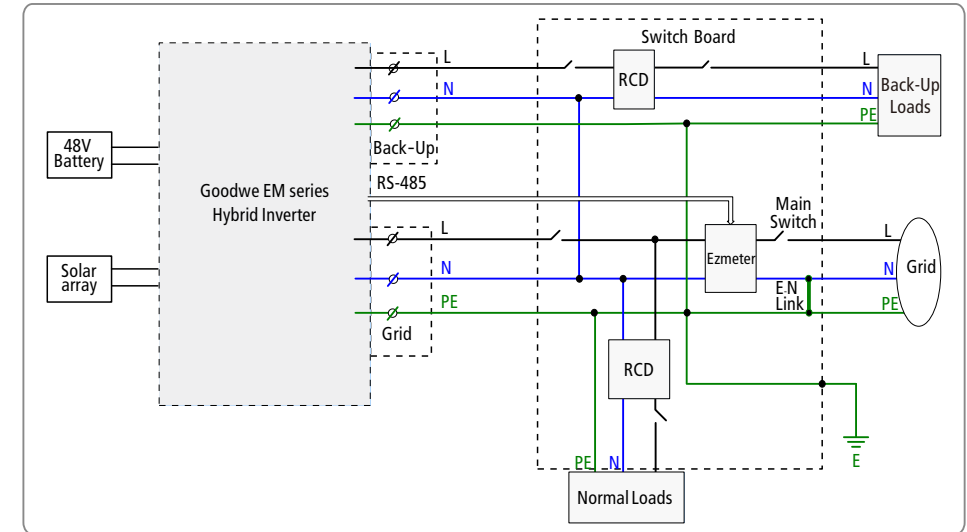 Switch Board
L
RCD
L
N
N
Back-Up
Loads
PE
48V
Battery
Back-Up
Goodwe EM series
Hybrid Inverter
RS-485
Main
Switch
L
L
Ezmeter
Solar
array
N
N
Grid
E.N
Link
PE
PE
Grid
RCD
PE
N
E
Normal Loads